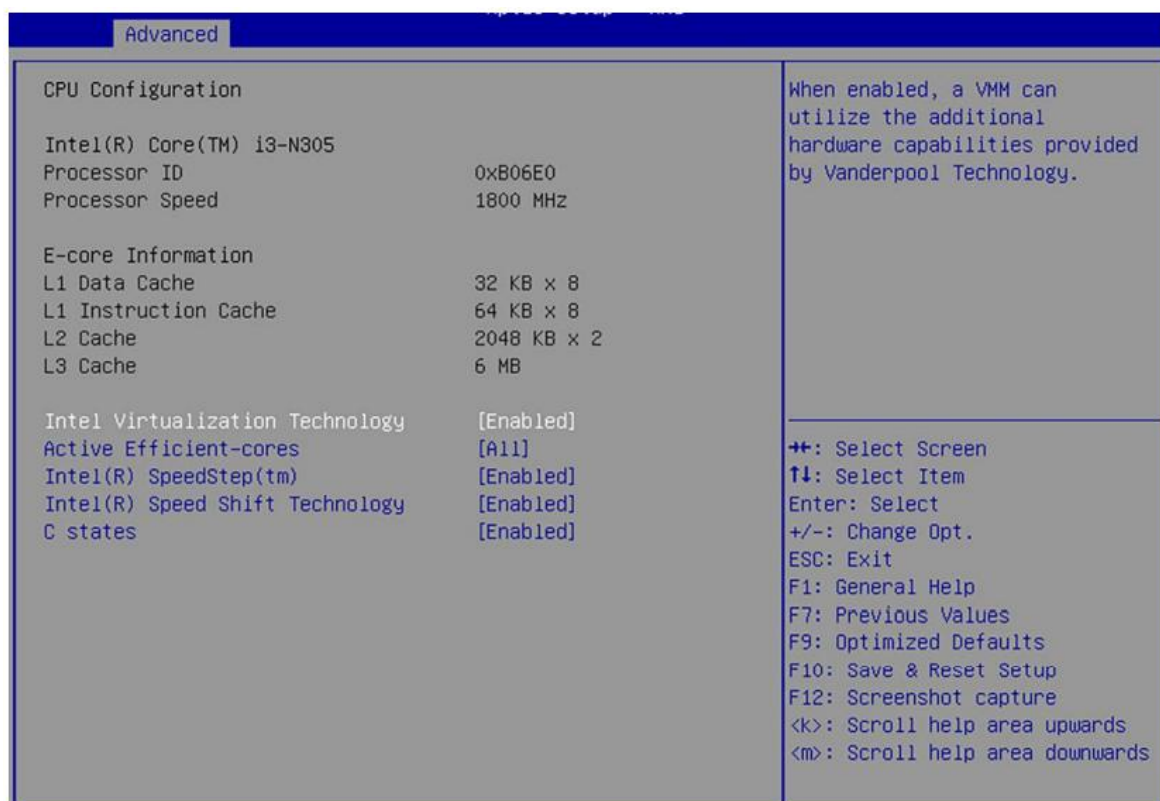 Advanced
CPU Configuration
Intel(R) Core(TM) i3-N305
Processor ID 0xB06E0
Processor Speed 1800 MHz
E-core Information
L1 Data Cache 32 KB x 8
L1 Instruction Cache 64 KB x 8
L2 Cache 2048 KB x 2
L3 Cache 6 MB
Intel Virtualization Technology [Enabled]
Active Efficient-cores [All]
Intel(R) SpeedStep(tm) [Enabled]
Intel(R) Speed Shift Technology [Enabled]
C states [Enabled]
When enabled, a VMM can
utilize the additional
hardware capabilities provided
by Vanderpool Technology.
→←: Select Screen
↑↓: Select Item
Enter: Select
+/-: Change Opt.
ESC: Exit
F1: General Help
F7: Previous Values
F9: Optimized Defaults
F10: Save & Reset Setup
F12: Screenshot capture
<k>: Scroll help area upwards
<m>: Scroll help area downwards